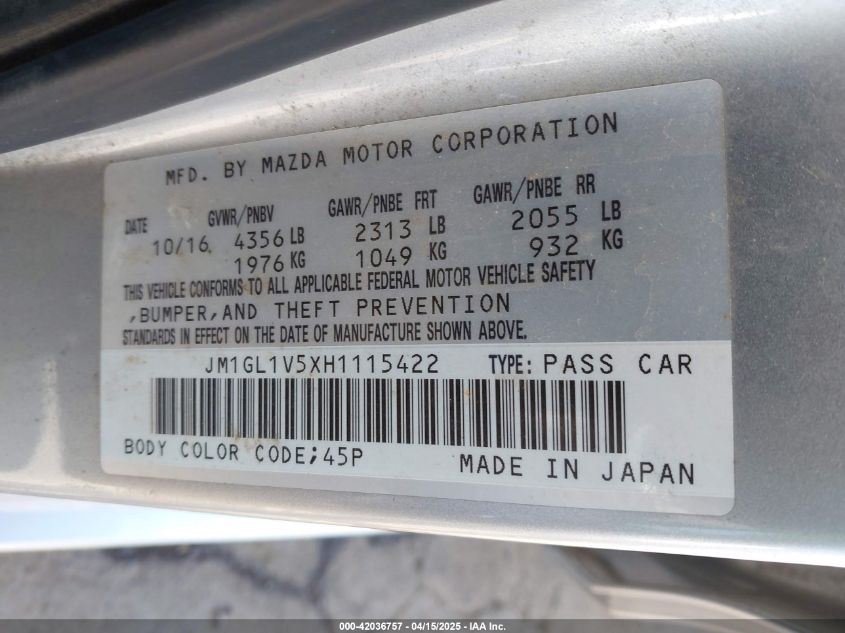 MFD. BY MAZDA MOTOR CORPORATION
DATE GVWR/PNBV GAWR/PNBE FRT GAWR/PNBE RR
10/16 4356 LB 2313 LB 2055 LB
1976 KG 1049 KG 932 KG
THIS VEHICLE CONFORMS TO ALL APPLICABLE FEDERAL MOTOR VEHICLE SAFETY
,BUMPER,AND THEFT PREVENTION
STANDARDS IN EFFECT ON THE DATE OF MANUFACTURE SHOWN ABOVE.
JM1GL1V5XH1115422 TYPE: PASS CAR
BODY COLOR CODE;45P MADE IN JAPAN
000-42036757 - 04/15/2025 - IAA Inc.